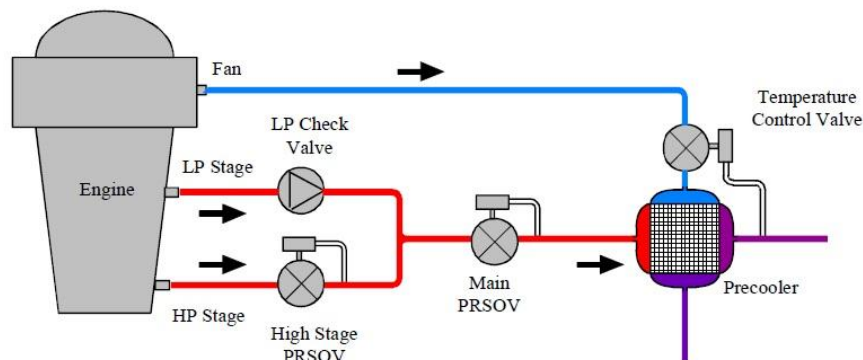 Fan
Temperature
Control Valve
LP Check
Valve
LP Stage
Engine
Main
PRSOV
Precooler
HP Stage
High Stage
PRSOV